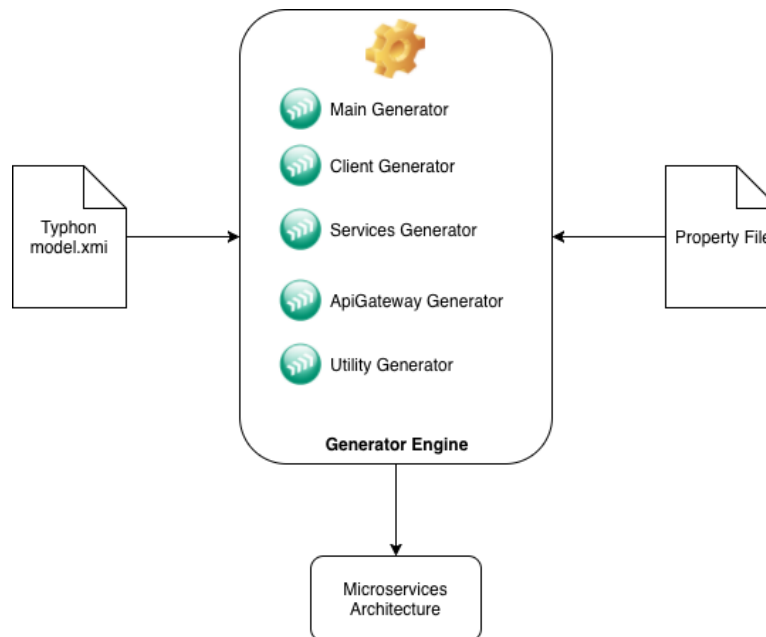 Main Generator
Client Generator
Services Generator
ApiGateway Generator
Utility Generator
Generator Engine
Typhon
model.xmi
Property File
Microservices
Architecture